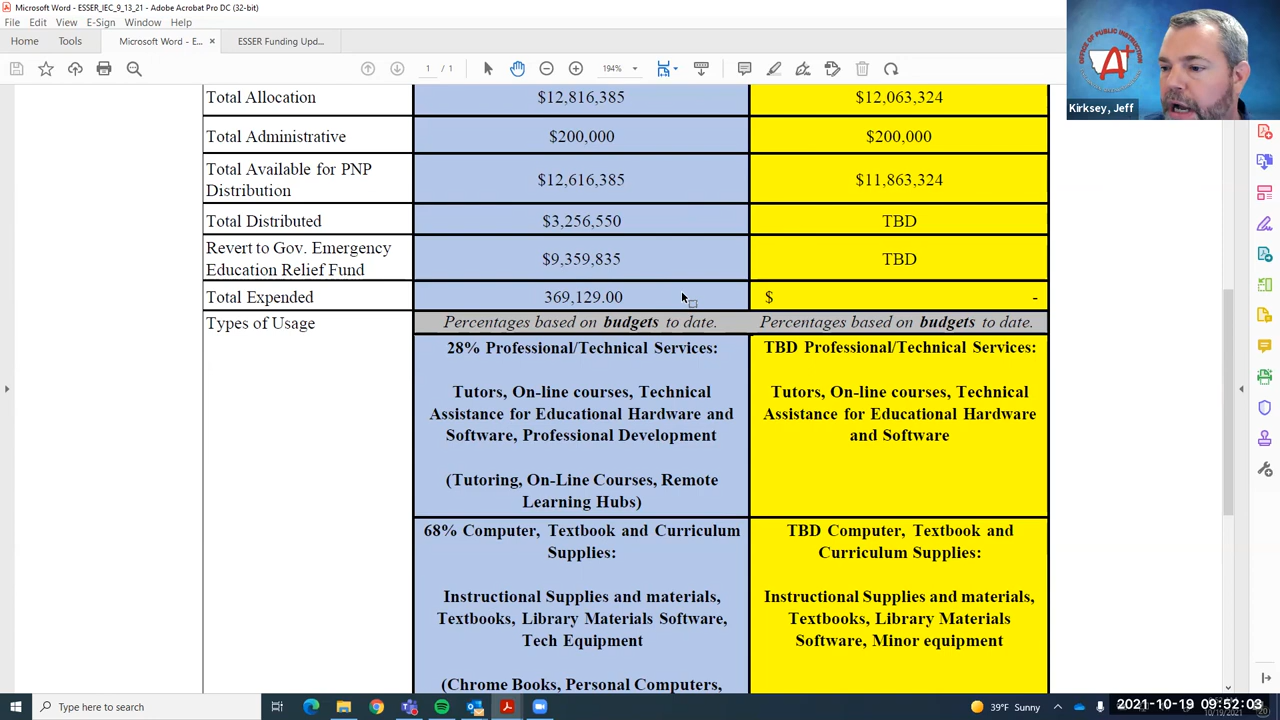 Microsoft Word - ESSER_IEC_9_13_21 - Adobe Acrobat Pro DC (32-bit)
File Edit View E-Sign Window Help
Home Tools Microsoft Word - E... × ESSER Funding Upd...
1 / 1 194%
Total Allocation $12,816,385 $12,063,324
Total Administrative $200,000 $200,000
Total Available for PNP
Distribution $12,616,385 $11,863,324
Total Distributed $3,256,550 TBD
Revert to Gov. Emergency
Education Relief Fund $9,359,835 TBD
Total Expended 369,129.00 $ -
Types of Usage Percentages based on budgets to date. Percentages based on budgets to date.
28% Professional/Technical Services:
Tutors, On-line courses, Technical
Assistance for Educational Hardware and
Software, Professional Development
(Tutoring, On-Line Courses, Remote
Learning Hubs)
TBD Professional/Technical Services:
Tutors, On-line courses, Technical
Assistance for Educational Hardware
and Software
68% Computer, Textbook and Curriculum
Supplies:
Instructional Supplies and materials,
Textbooks, Library Materials Software,
Tech Equipment
(Chrome Books, Personal Computers,
TBD Computer, Textbook and
Curriculum Supplies:
Instructional Supplies and materials,
Textbooks, Library Materials
Software, Minor equipment
OFFICE OF PUBLIC INSTRUCTION
A+
Kirksey, Jeff
Type here to search
39°F Sunny
2021-10-19 09:52:03